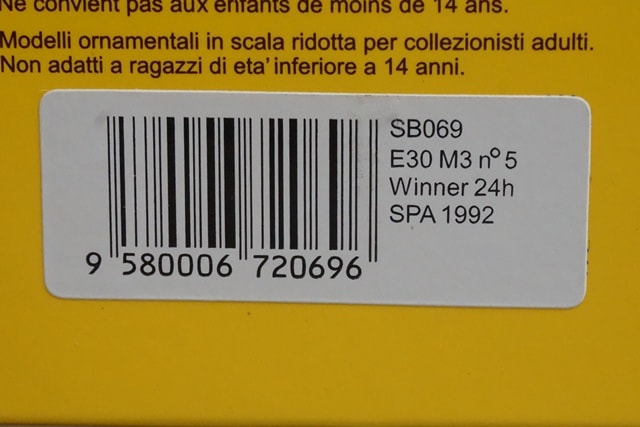 Ne convient pas aux enfants de moins de 14 ans.
Modelli ornamentali in scala ridotta per collezionisti adulti.
Non adatti a ragazzi di eta' inferiore a 14 anni.
SB069
E30 M3 nº 5
Winner 24h
SPA 1992
9 580006 720696